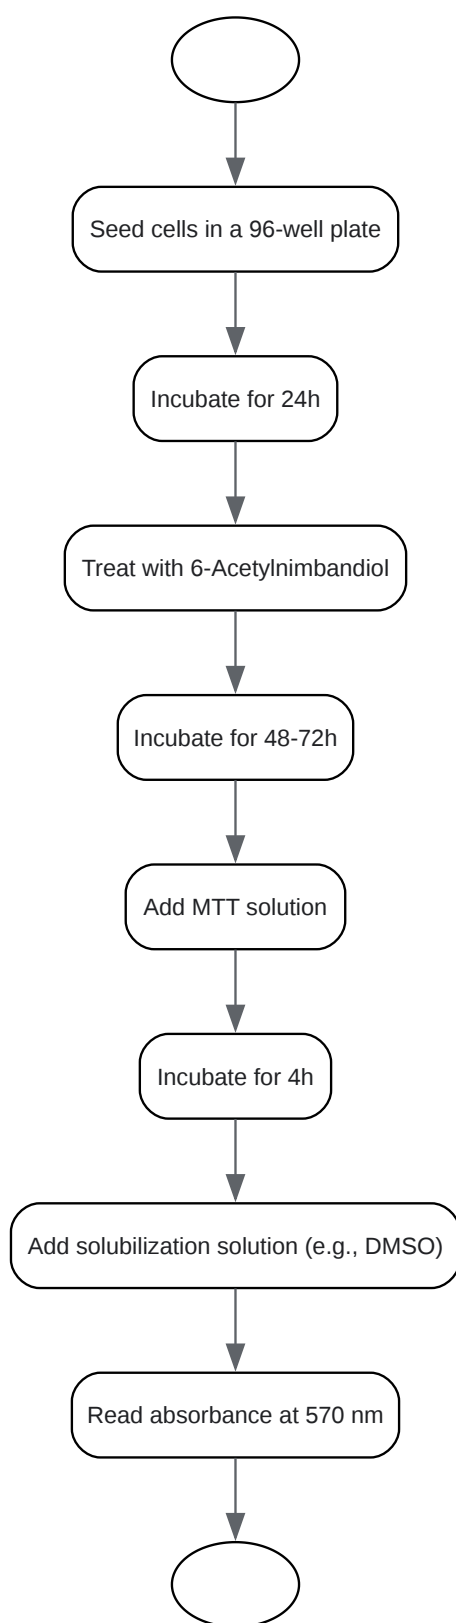 Seed cells in a 96-well plate
Incubate for 24h
Treat with 6-Acetylnimbandiol
Incubate for 48-72h
Add MTT solution
Incubate for 4h
Add solubilization solution (e.g., DMSO)
Read absorbance at 570 nm